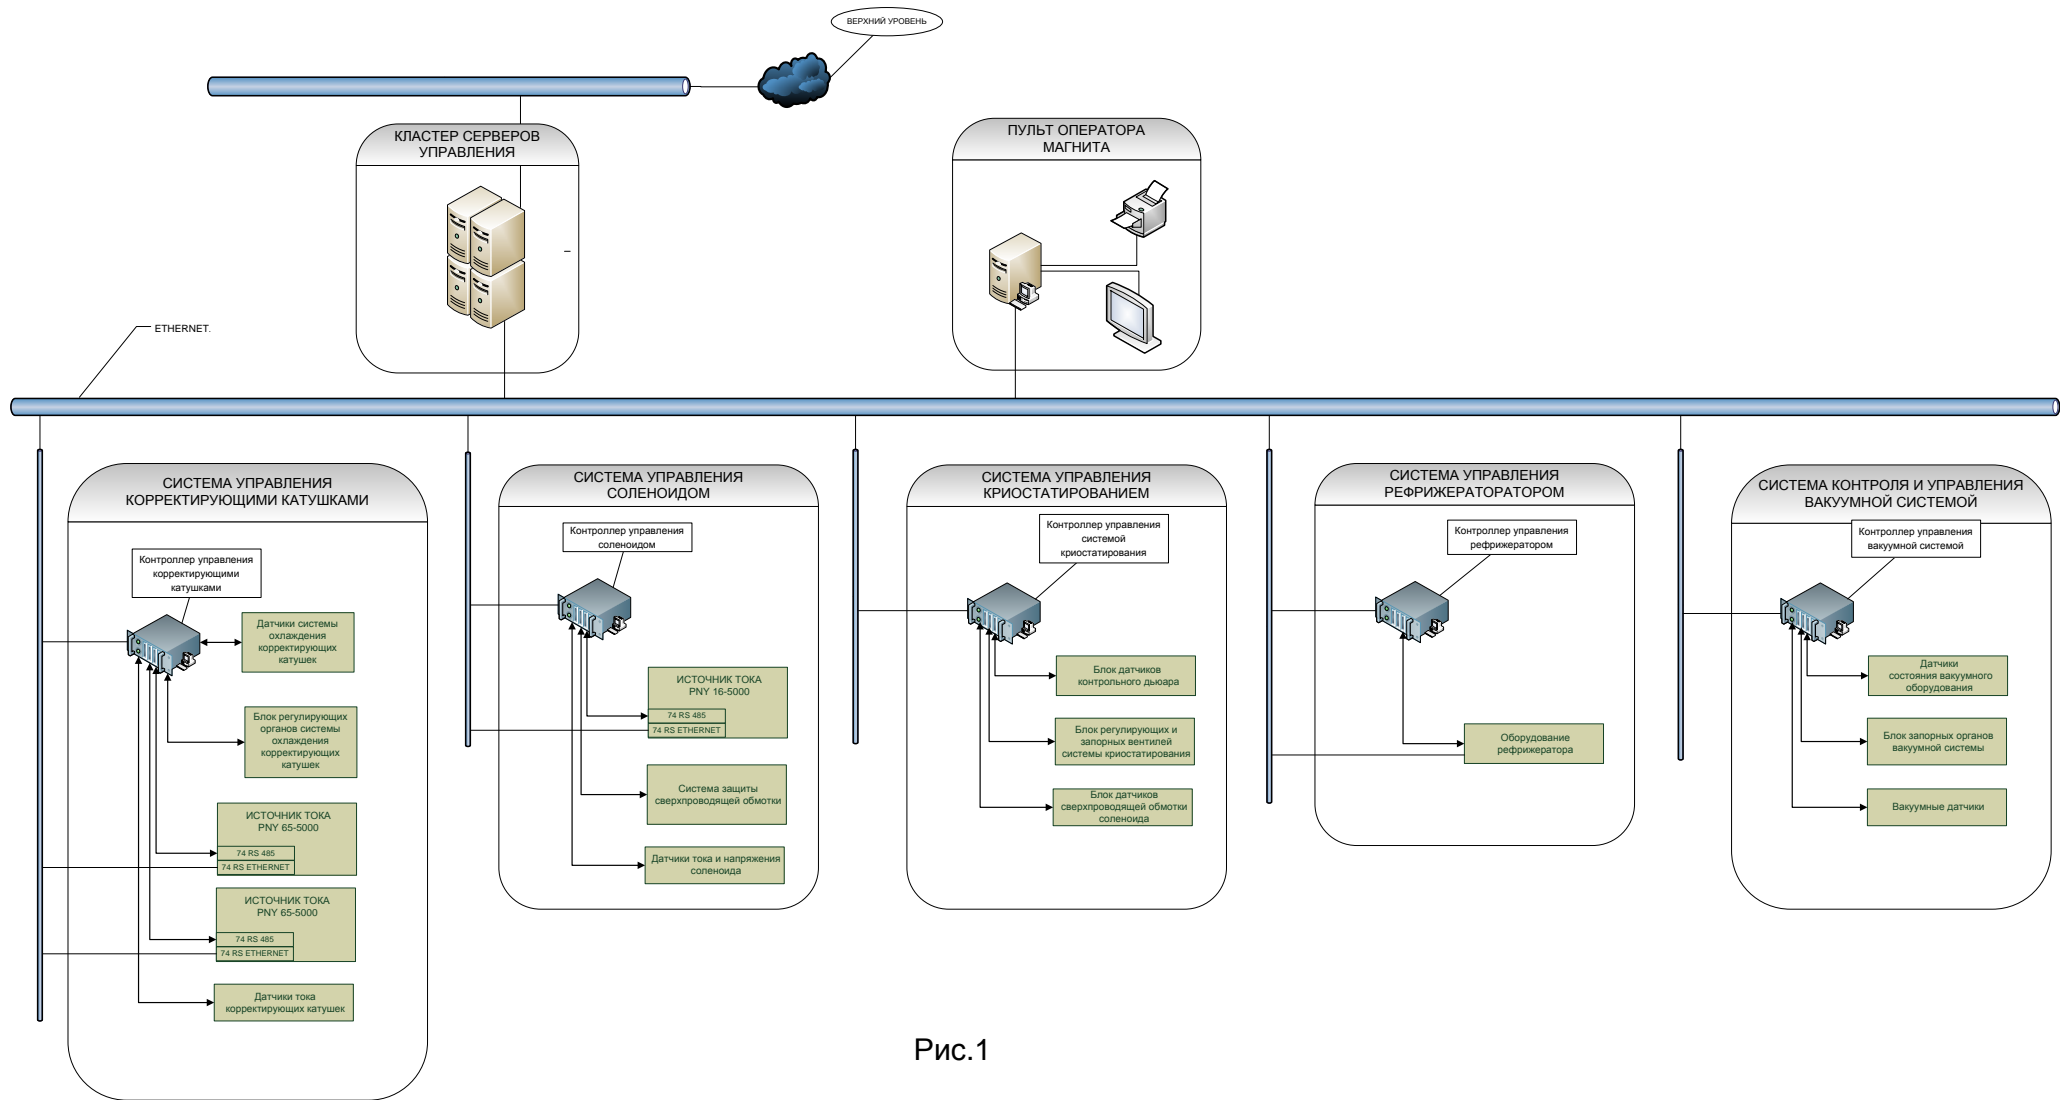 ВЕРХНИЙ УРОВЕНЬ
КЛАСТЕР СЕРВЕРОВ
УПРАВЛЕНИЯ
ПУЛЬТ ОПЕРАТОРА
МАГНИТА
–
ETHERNET.
СИСТЕМА УПРАВЛЕНИЯ
КОРРЕКТИРУЮЩИМИ КАТУШКАМИ
Контроллер управления
корректирующими
катушками
Датчики системы
охлаждения
корректирующих
катушек
Блок регулирующих
органов системы
охлаждения
корректирующих
катушек
ИСТОЧНИК ТОКА
PNY 65-5000
74 RS 485
74 RS ETHERNET
ИСТОЧНИК ТОКА
PNY 65-5000
74 RS 485
74 RS ETHERNET
Датчики тока
корректирующих катушек
СИСТЕМА УПРАВЛЕНИЯ
СОЛЕНОИДОМ
Контроллер управления
соленоидом
ИСТОЧНИК ТОКА
PNY 16-5000
74 RS 485
74 RS ETHERNET
Система защиты
сверхпроводящей обмотки
Датчики тока и напряжения
соленоида
СИСТЕМА УПРАВЛЕНИЯ
КРИОСТАТИРОВАНИЕМ
Контроллер управления
системой
криостатирования
Блок датчиков
контрольного дьюара
Блок регулирующих и
запорных вентилей
системы криостатирования
Блок датчиков
сверхпроводящей обмотки
соленоида
СИСТЕМА УПРАВЛЕНИЯ
РЕФРИЖЕРАТОРАТОРОМ
Контроллер управления
рефрижератором
Оборудование
рефрижератора
СИСТЕМА КОНТРОЛЯ И УПРАВЛЕНИЯ
ВАКУУМНОЙ СИСТЕМОЙ
Контроллер управления
вакуумной системой
Датчики
состояния вакуумного
оборудования
Блок запорных органов
вакуумной системы
Вакуумные датчики
Рис.1